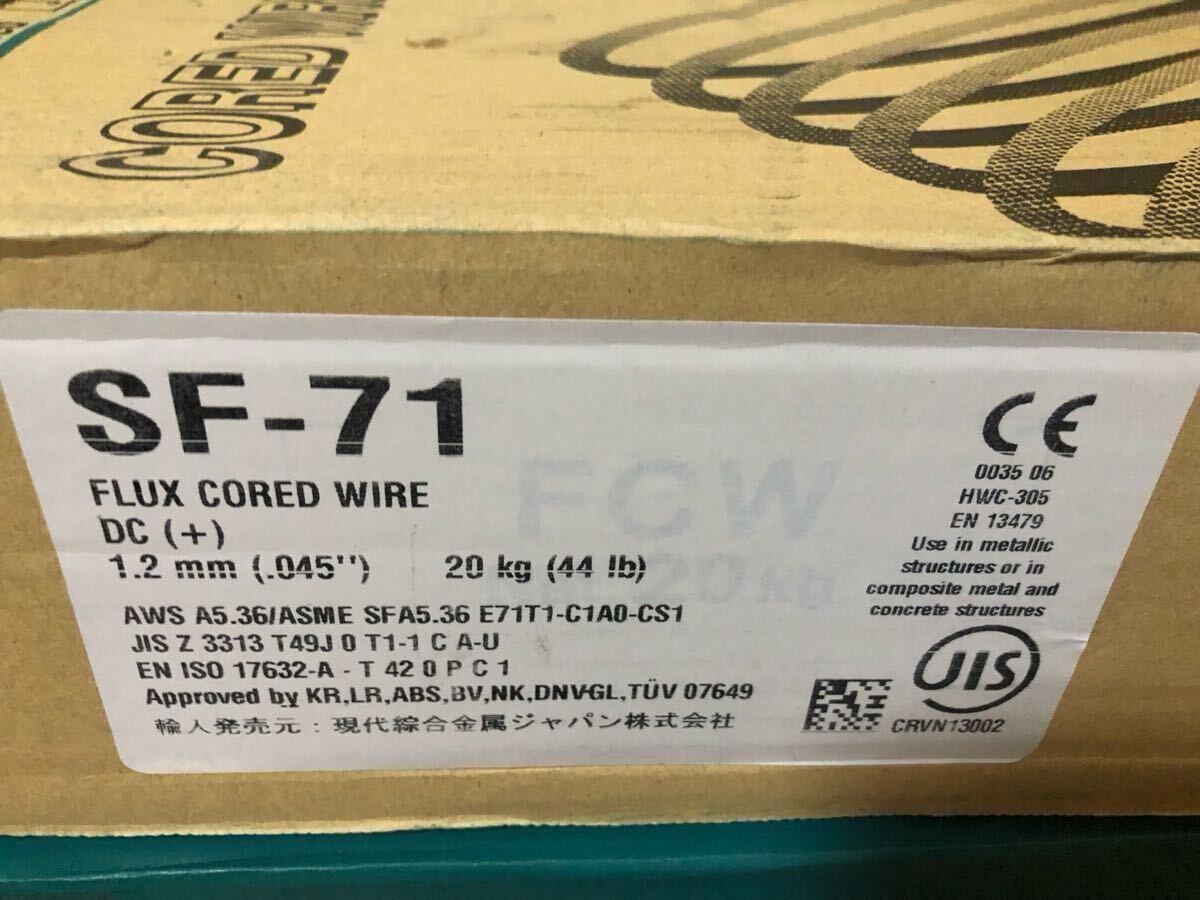 CORED WIRE
SF-71
FLUX CORED WIRE
DC (+)
1.2 mm (.045") 20 kg (44 lb)
FCW
20kg
AWS A5.36/ASME SFA5.36 E71T1-C1A0-CS1
JIS Z 3313 T49J 0 T1-1 C A-U
EN ISO 17632-A - T 42 0 P C 1
Approved by KR,LR,ABS,BV,NK,DNV-GL,TÜV 07649
輸入発売元:現代綜合金属ジャパン株式会社
CE
0035 06
HWC-305
EN 13479
Use in metallic
structures or in
composite metal and
concrete structures
JIS
CRVN13002